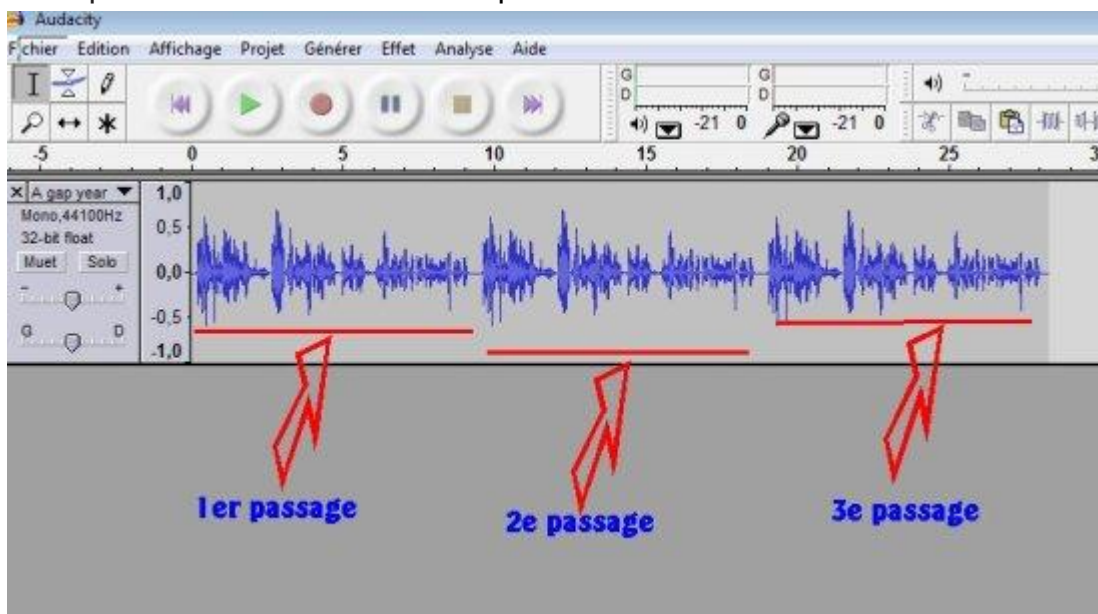 Audacity
Fichier Edition Affichage Projet Générer Effet Analyse Aide
G
D
-21 0
G
D
-21 0
-5 0 5 10 15 20 25 3
A gap year
Mono,44100Hz
32-bit float
Muet Solo
- +
G D
1,0
0,5
0,0
-0,5
-1,0
1er passage
2e passage
3e passage